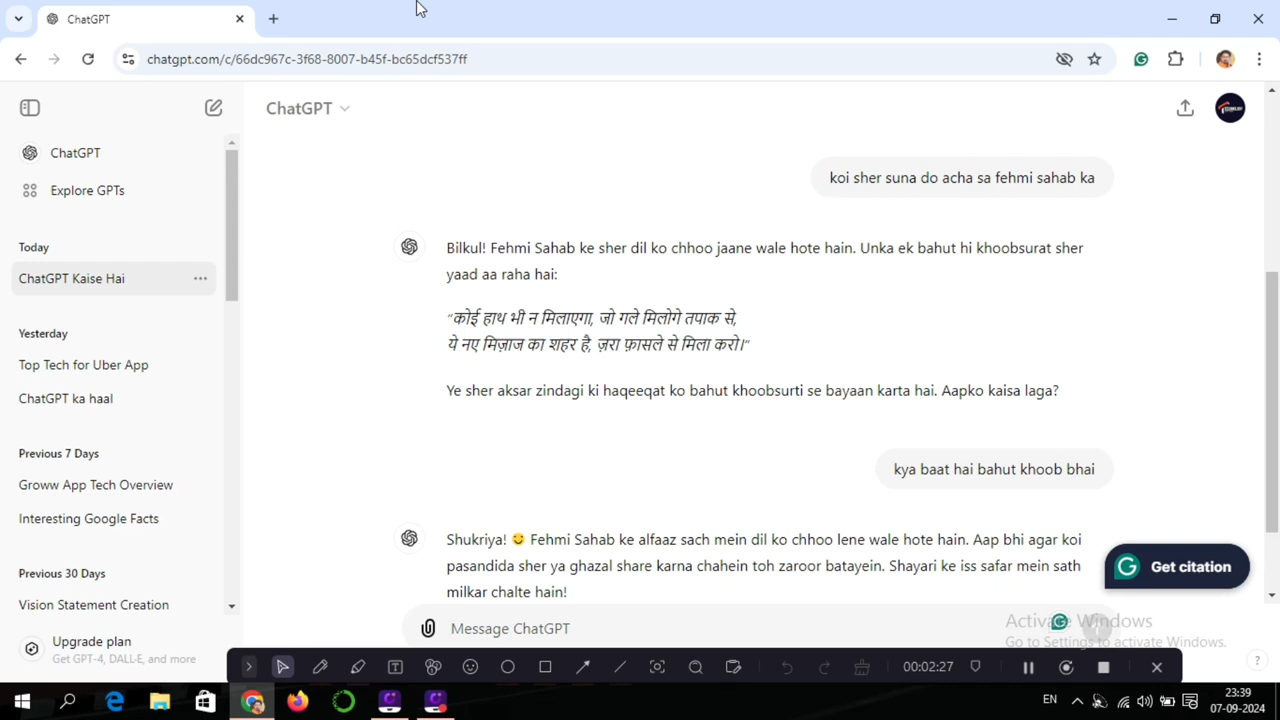 ChatGPT
chatgpt.com/c/66dc967c-3f68-8007-b45f-bc65dcf537ff
ChatGPT
Explore GPTs
Today
ChatGPT Kaise Hai
Yesterday
Top Tech for Uber App
ChatGPT ka haal
Previous 7 Days
Groww App Tech Overview
Interesting Google Facts
Previous 30 Days
Vision Statement Creation
Upgrade plan
Get GPT-4, DALL·E, and more
ChatGPT
koi sher suna do acha sa fehmi sahab ka
Bilkul! Fehmi Sahab ke sher dil ko chhoo jaane wale hote hain. Unka ek bahut hi khoobsurat sher
yaad aa raha hai:
"कोई हाथ भी न मिलाएगा, जो गले मिलोगे तपाक से,
ये नए मिज़ाज का शहर है, ज़रा फ़ासले से मिला करो।"
Ye sher aksar zindagi ki haqeeqat ko bahut khoobsurti se bayaan karta hai. Aapko kaisa laga?
kya baat hai bahut khoob bhai
Shukriya! 😊 Fehmi Sahab ke alfaaz sach mein dil ko chhoo lene wale hote hain. Aap bhi agar koi
pasandida sher ya ghazal share karna chahein toh zaroor batayein. Shayari ke iss safar mein sath
milkar chalte hain!
Get citation
Message ChatGPT
Activate Windows
Go to Settings to activate Windows.
?
00:02:27
EN
23:39
07-09-2024